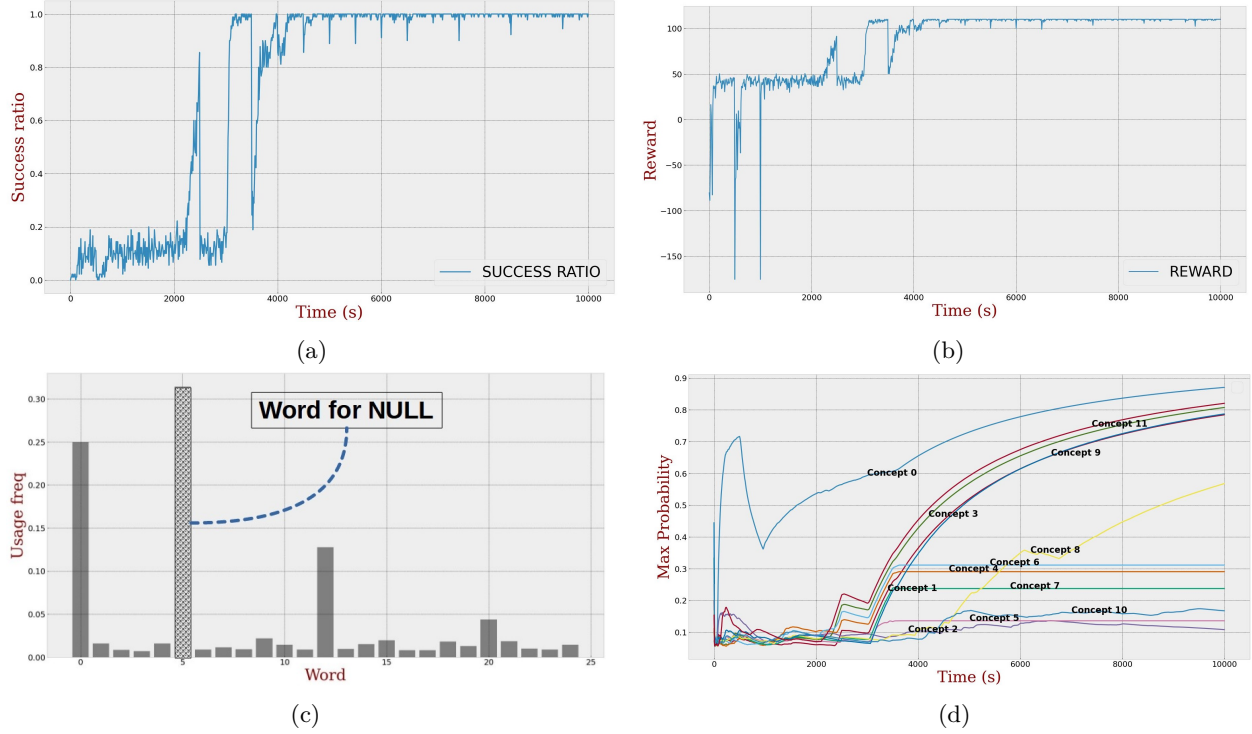 1.0
0.8
0.6
0.4
0.2
0.0
Success ratio
0 2000 4000 6000 8000 10000
Time (s)
SUCCESS RATIO
(a)
100
50
0
−50
−100
−150
Reward
0 2000 4000 6000 8000 10000
Time (s)
REWARD
(b)
0.30
0.25
0.20
0.15
0.10
0.05
0.00
Usage freq
Word for NULL
0 5 10 15 20 25
Word
(c)
0.9
0.8
0.7
0.6
0.5
0.4
0.3
0.2
0.1
Max Probability
Concept 11
Concept 9
Concept 0
Concept 3
Concept 8
Concept 6
Concept 4
Concept 7
Concept 1
Concept 10
Concept 5
Concept 2
0 2000 4000 6000 8000 10000
Time (s)
(d)